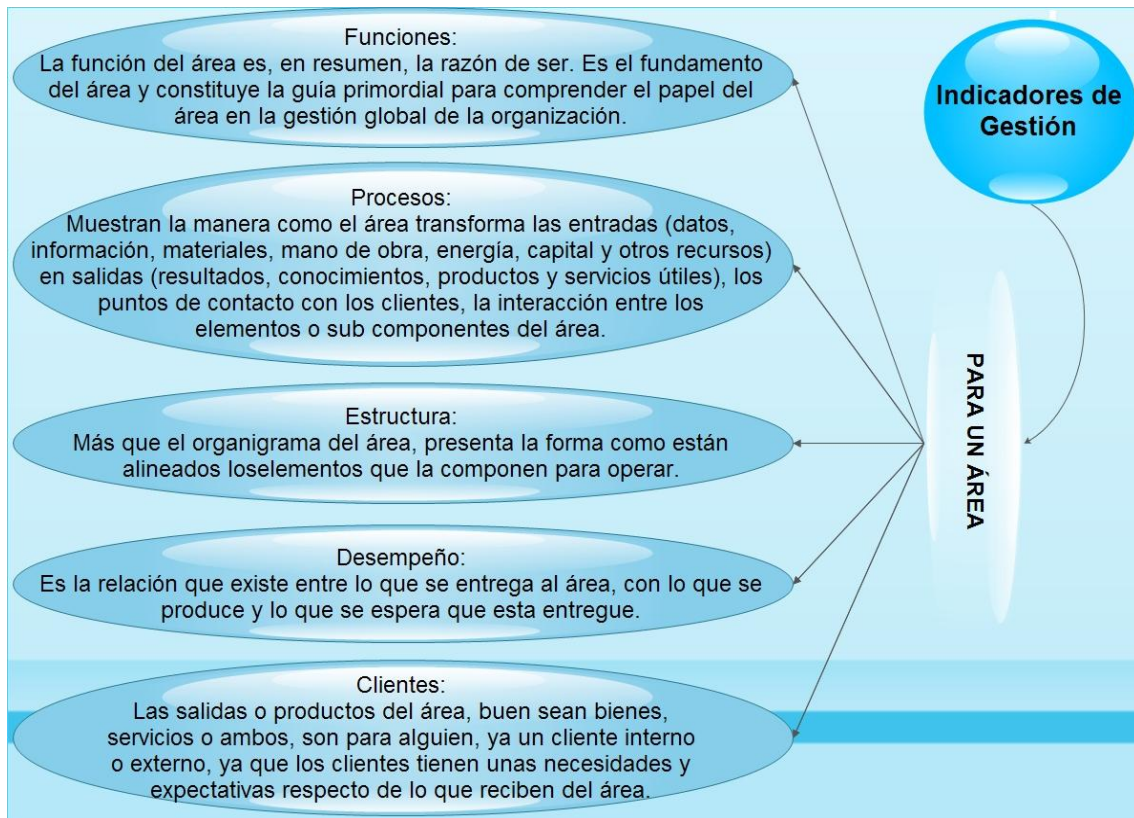 Indicadores de
Gestión
PARA UN ÁREA
Funciones:
La función del área es, en resumen, la razón de ser. Es el fundamento
del área y constituye la guía primordial para comprender el papel del
área en la gestión global de la organización.
Procesos:
Muestran la manera como el área transforma las entradas (datos,
información, materiales, mano de obra, energía, capital y otros recursos)
en salidas (resultados, conocimientos, productos y servicios útiles), los
puntos de contacto con los clientes, la interacción entre los
elementos o sub componentes del área.
Estructura:
Más que el organigrama del área, presenta la forma como están
alineados loselementos que la componen para operar.
Desempeño:
Es la relación que existe entre lo que se entrega al área, con lo que se
produce y lo que se espera que esta entregue.
Clientes:
Las salidas o productos del área, buen sean bienes,
servicios o ambos, son para alguien, ya un cliente interno
o externo, ya que los clientes tienen unas necesidades y
expectativas respecto de lo que reciben del área.